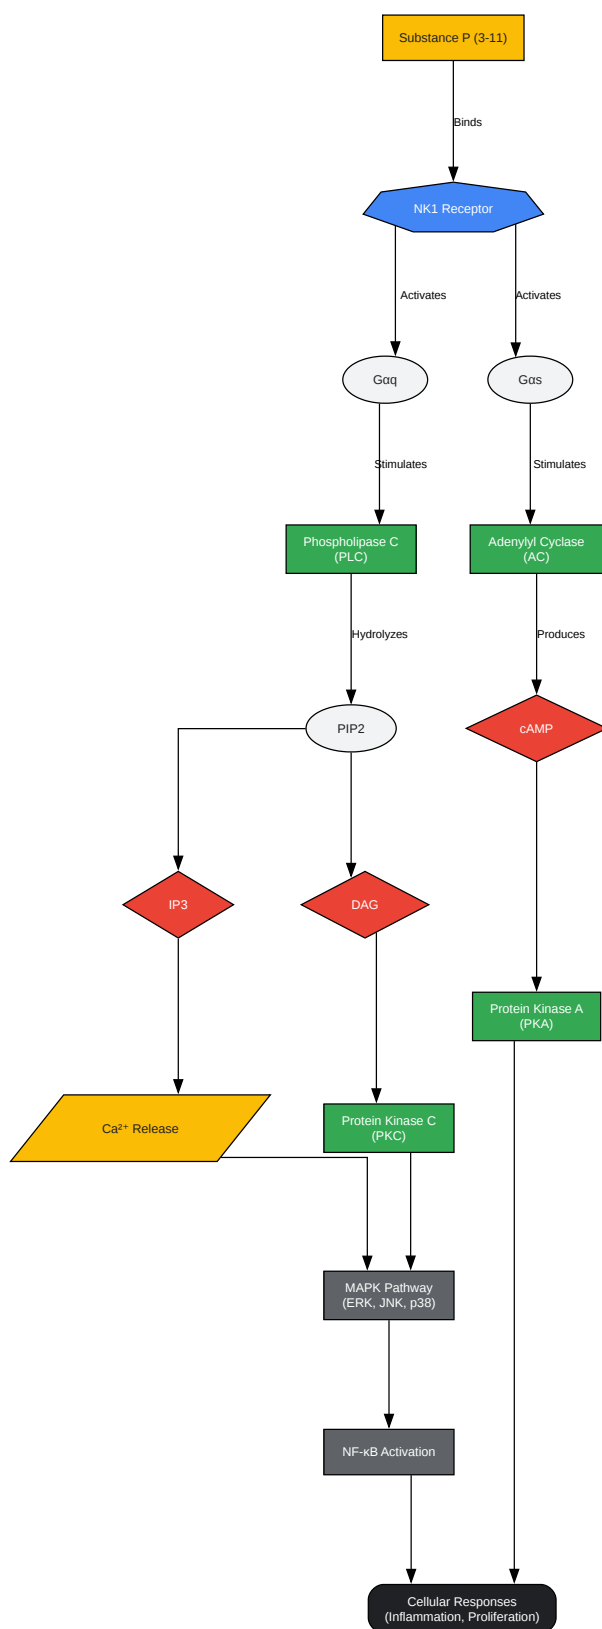 Substance P (3-11)
Binds
NK1 Receptor
Activates
Activates
Gαq
Gαs
Stimulates
Stimulates
Phospholipase C
(PLC)
Adenylyl Cyclase
(AC)
Hydrolyzes
Produces
PIP2
cAMP
IP3
DAG
Protein Kinase A
(PKA)
Ca²⁺ Release
Protein Kinase C
(PKC)
MAPK Pathway
(ERK, JNK, p38)
NF-κB Activation
Cellular Responses
(Inflammation, Proliferation)